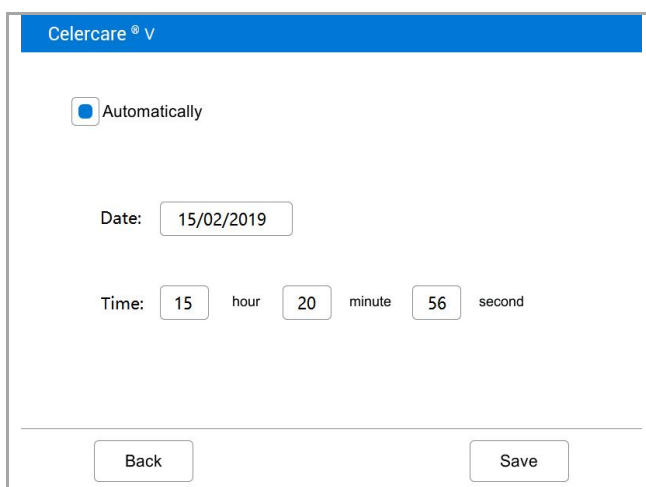 Celercare ® V
Automatically
Date: 15/02/2019
Time: 15 hour 20 minute 56 second
Back Save